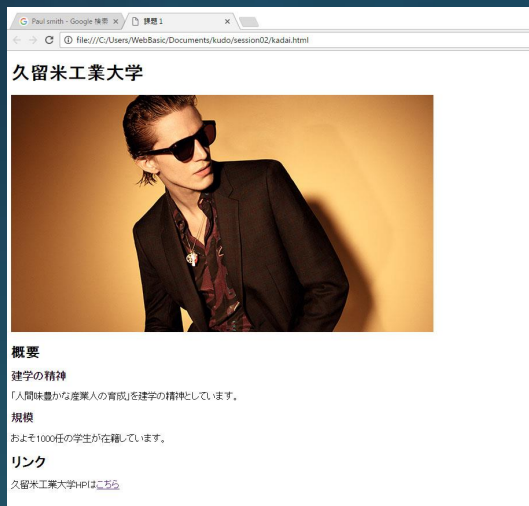 Paul smith - Google 検索
課題1
file:///C:/Users/WebBasic/Documents/kudo/session02/kadai.html
久留米工業大学
概要
建学の精神
「人間味豊かな産業人の育成」を建学の精神としています。
規模
およそ1000任の学生が在籍しています。
リンク
久留米工業大学HPはこちら